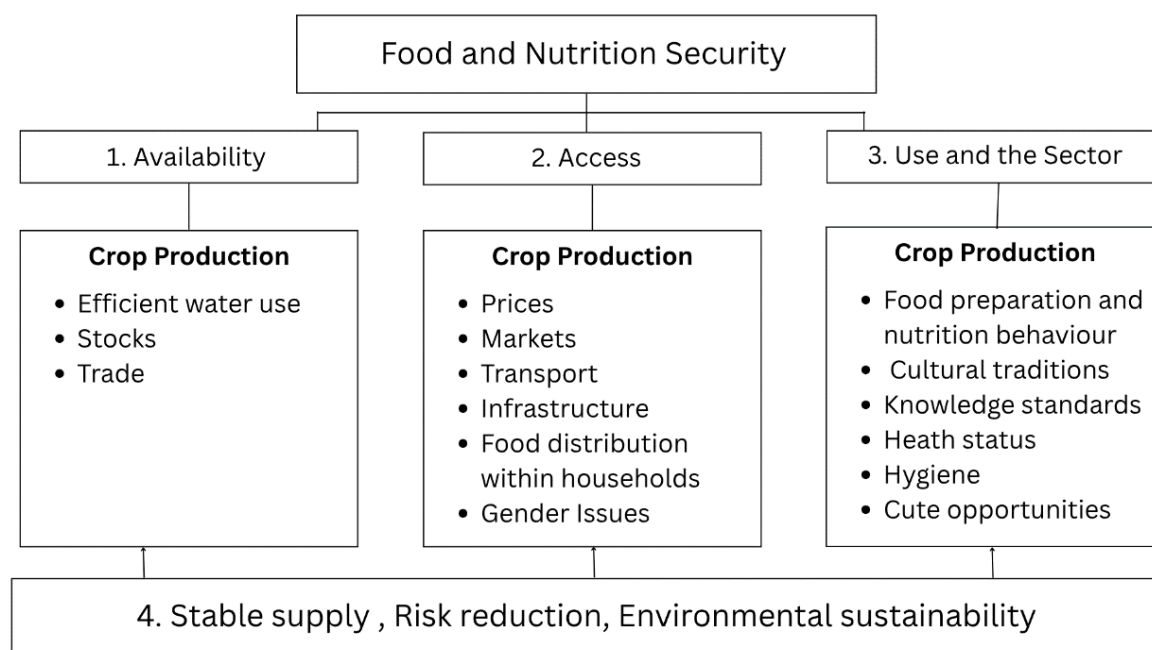 Food and Nutrition Security
1. Availability
2. Access
3. Use and the Sector
Crop Production
• Efficient water use
• Stocks
• Trade
Crop Production
• Prices
• Markets
• Transport
• Infrastructure
• Food distribution
within households
• Gender Issues
Crop Production
• Food preparation and
nutrition behaviour
• Cultural traditions
• Knowledge standards
• Heath status
• Hygiene
• Cute opportunities
4. Stable supply , Risk reduction, Environmental sustainability